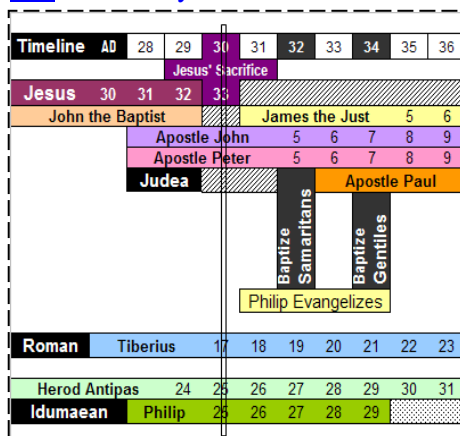 Timeline AD 28 29 30 31 32 33 34 35 36
Jesus' Sacrifice
Jesus 30 31 32 33
John the Baptist James the Just 5 6
Apostle John 5 6 7 8 9
Apostle Peter 5 6 7 8 9
Judea Apostle Paul
Baptize Samaritans
Baptize Gentiles
Philip Evangelizes
Roman Tiberius 17 18 19 20 21 22 23
Herod Antipas 24 25 26 27 28 29 30 31
Idumaean Philip 25 26 27 28 29